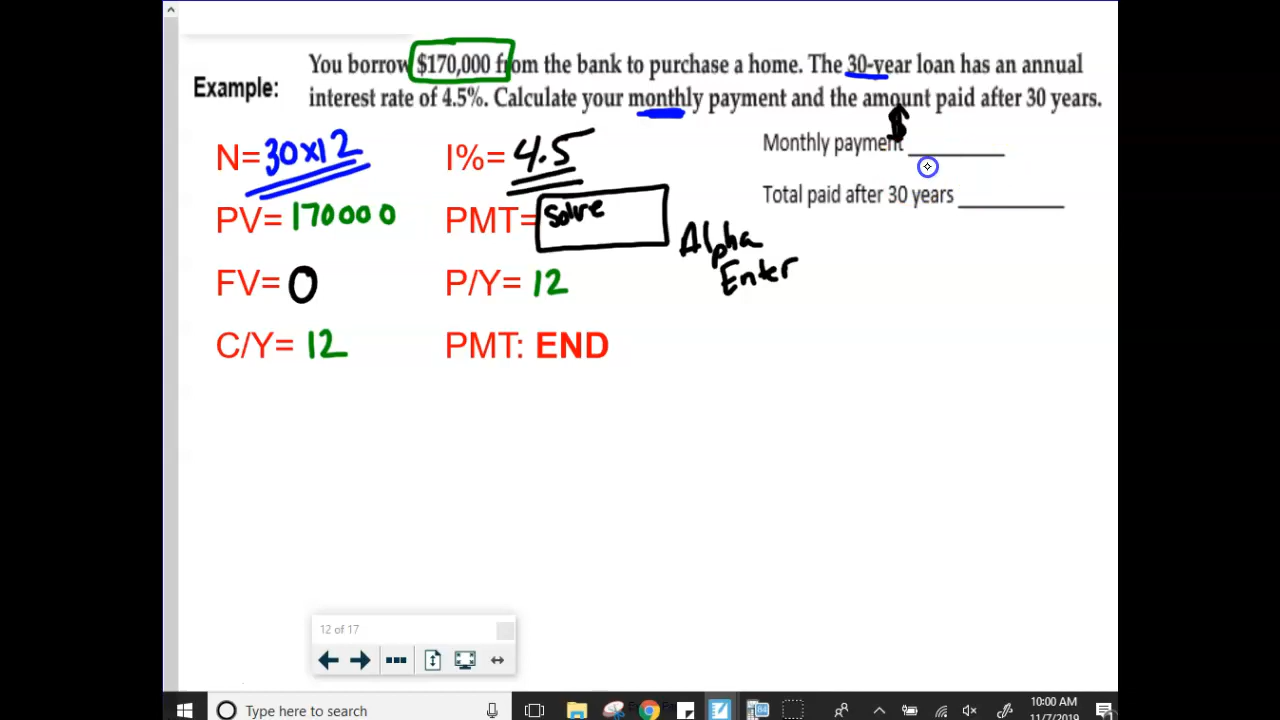 Example:
You borrow $170,000 from the bank to purchase a home. The 30-year loan has an annual
interest rate of 4.5%. Calculate your monthly payment and the amount paid after 30 years.
N= 30x12
I%= 4.5
Monthly payment $
Total paid after 30 years
PV= 170000
PMT= Solve
Alpha
Enter
FV= 0
P/Y= 12
C/Y= 12
PMT: END
12 of 17
Type here to search
10:00 AM
11/7/2019